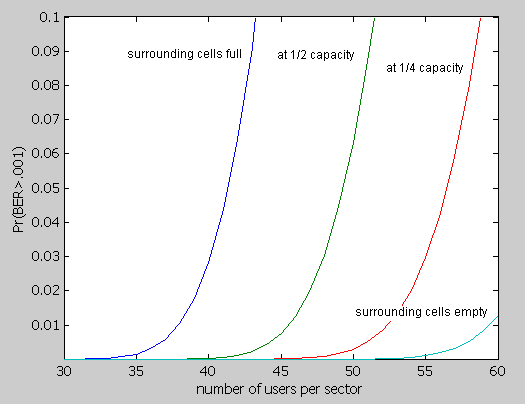 0.1
surrounding cells full
at 1/2 capacity
at 1/4 capacity
0.09
0.08
0.07
0.06
0.05
0.04
0.03
0.02
0.01
Pr(BER>.001)
surrounding cells empty
30 35 40 45 50 55 60
number of users per sector